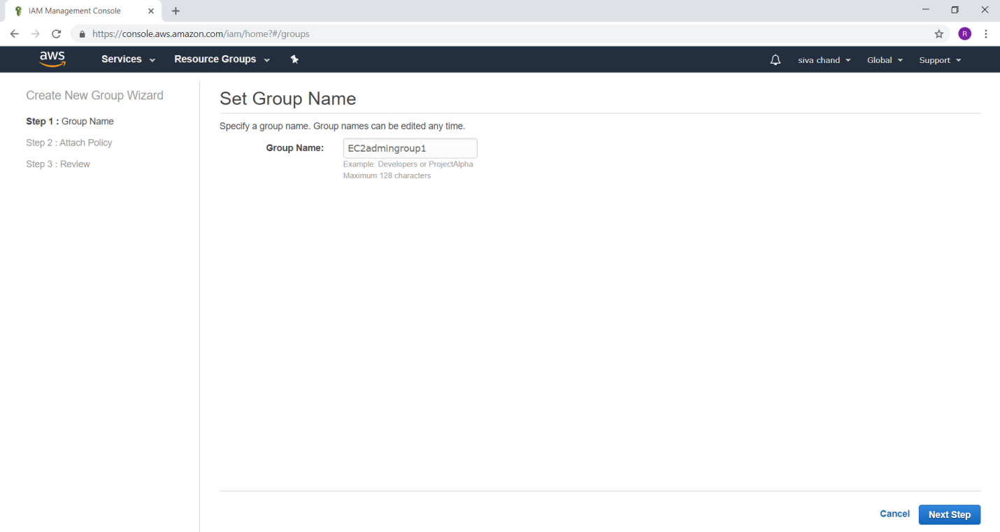 IAM Management Console
https://console.aws.amazon.com/iam/home?#/groups
R
aws
Services
Resource Groups
siva chand
Global
Support
Create New Group Wizard
Step 1 : Group Name
Step 2 : Attach Policy
Step 3 : Review
Set Group Name
Specify a group name. Group names can be edited any time.
Group Name:
EC2admingroup1
Example: Developers or ProjectAlpha
Maximum 128 characters
Cancel
Next Step